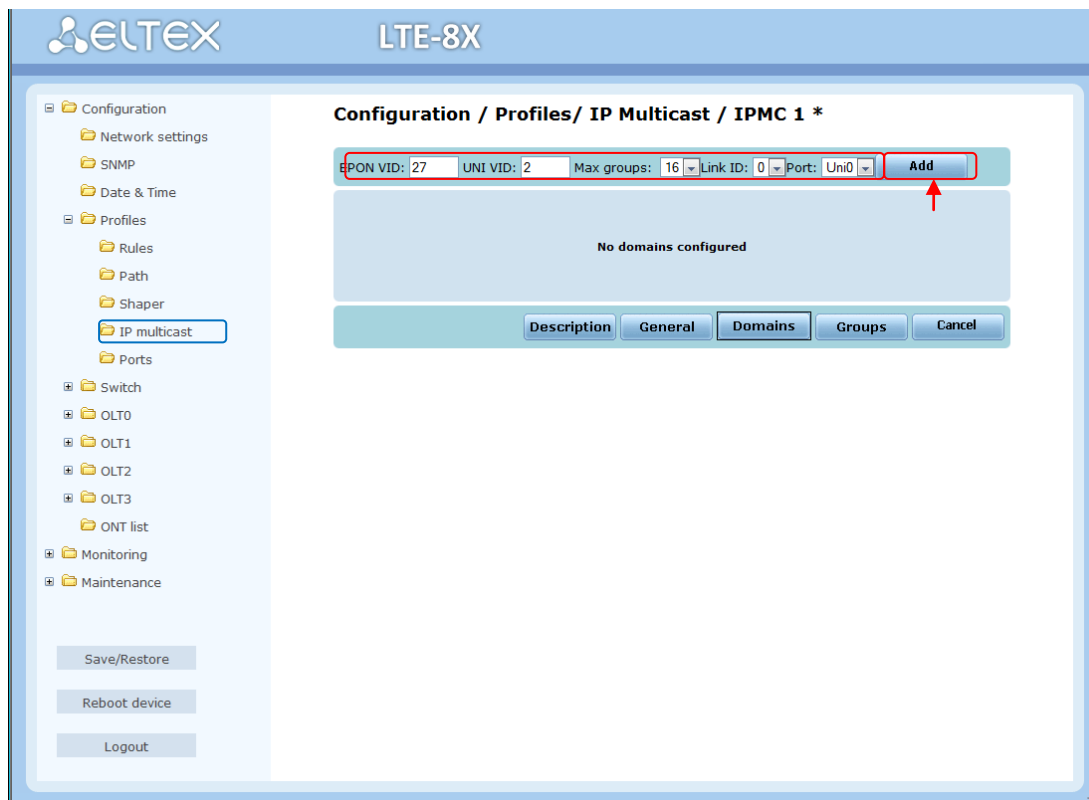 ELTEX
LTE-8X
Configuration
Network settings
SNMP
Date & Time
Profiles
Rules
Path
Shaper
IP multicast
Ports
Switch
OLT0
OLT1
OLT2
OLT3
ONT list
Monitoring
Maintenance
Save/Restore
Reboot device
Logout
Configuration / Profiles/ IP Multicast / IPMC 1 *
EPON VID: 27 UNI VID: 2 Max groups: 16 Link ID: 0 Port: Uni0 Add
No domains configured
Description General Domains Groups Cancel